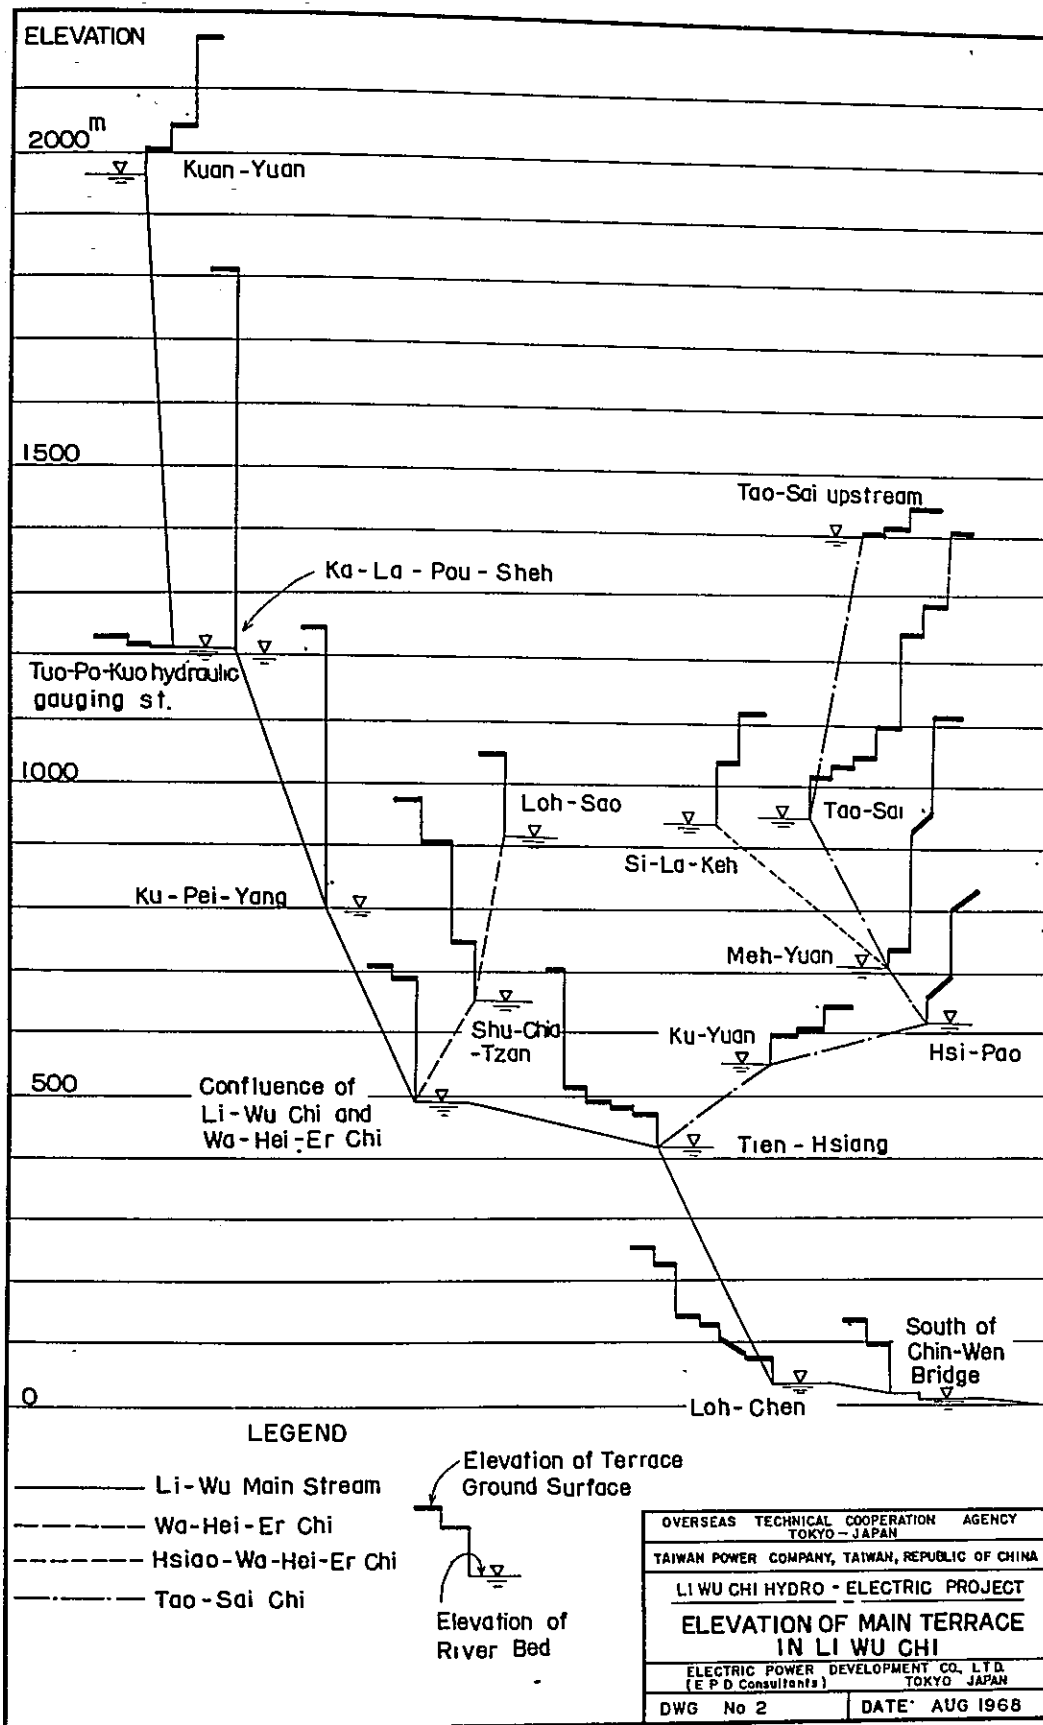 ELEVATION
2000 m
Kuan-Yuan
1500
Tao-Sai upstream
Ka-La-Pou-Sheh
Tuo-Po-Kuo hydraulic
gauging st.
1000
Loh-Sao
Tao-Sai
Si-La-Keh
Ku-Pei-Yang
Meh-Yuan
Shu-Chia
-Tzan
Ku-Yuan
Hsi-Pao
500
Confluence of
Li-Wu Chi and
Wa-Hei-Er Chi
Tien-Hsiang
South of
Chin-Wen
Bridge
0
Loh-Chen
LEGEND
Li-Wu Main Stream
Wa-Hei-Er Chi
Hsiao-Wa-Hei-Er Chi
Tao-Sai Chi
Elevation of Terrace
Ground Surface
Elevation of
River Bed
OVERSEAS TECHNICAL COOPERATION AGENCY
TOKYO-JAPAN
TAIWAN POWER COMPANY, TAIWAN, REPUBLIC OF CHINA
LI WU CHI HYDRO-ELECTRIC PROJECT
ELEVATION OF MAIN TERRACE
IN LI WU CHI
ELECTRIC POWER DEVELOPMENT CO., LTD.
(E P D Consultants) TOKYO JAPAN
DWG No 2
DATE: AUG 1968